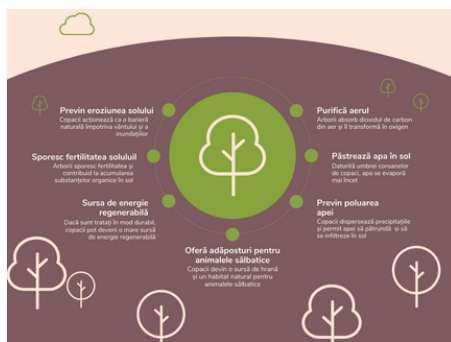 Previn eroziunea solului
Copacii acționează ca o barieră
naturală împotriva vântului și a
inundațiilor
Sporesc fertilitatea soluluil
Arborii sporesc fertilitatea și
contribuid la acumularea
substanțelor organice în sol
Sursa de energie
regenerabilă
Dacă sunt tratați în mod durabil,
copacii pot deveni o mare sursă
de energie regenerabilă
Oferă adăposturi pentru
animalele sălbatice
Copacii devin o sursă de hrană
și un habitat natural pentru
animalele sălbatice
Purifică aerul
Arborii absorb dioxidul de carbon
din aer și îl transformă în oxigen
Păstrează apa în sol
Datorită umbrei coroanelor
de copaci, apa se evaporă
mai încet
Previn poluarea
apei
Copacii dispersează precipitațiile
și permit apei să pătrundă și să
se infiltreze în sol